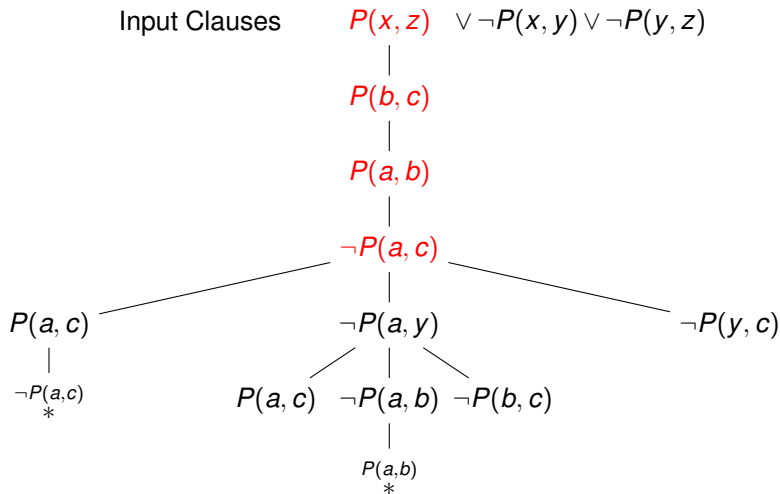 Input Clauses P(x, z) ∨ ¬P(x, y) ∨ ¬P(y, z)
P(b, c)
P(a, b)
¬P(a, c)
P(a, c) ¬P(a, y) ¬P(y, c)
¬P(a,c) P(a, c) ¬P(a, b) ¬P(b, c)
*
P(a,b)
*